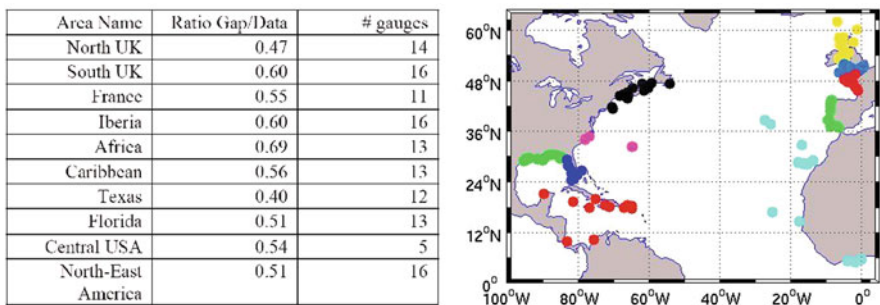 Area Name Ratio Gap/Data # gauges
North UK 0.47 14
South UK 0.60 16
France 0.55 11
Iberia 0.60 16
Africa 0.69 13
Caribbean 0.56 13
Texas 0.40 12
Florida 0.51 13
Central USA 0.54 5
North-East 0.51 16
America
60°N
48°N
36°N
24°N
12°N
0°
100°W 80°W 60°W 40°W 20°W 0°